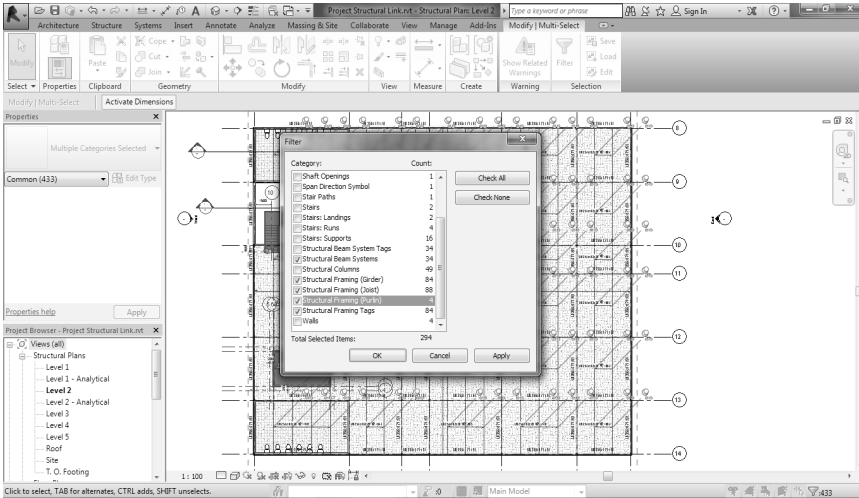 Project Structural Link.rvt - Structural Plan: Level 2
Type a keyword or phrase
Sign In
Architecture Structure Systems Insert Annotate Analyze Massing & Site Collaborate View Manage Add-Ins Modify | Multi-Select
Modify
Paste
Cope
Cut
Join
Show Related Warnings
Filter
Save
Load
Edit
Select Properties Clipboard Geometry Modify View Measure Create Warning Selection
Modify | Multi-Select Activate Dimensions
Properties
Multiple Categories Selected
Common (433) Edit Type
Properties help Apply
Project Browser - Project Structural Link.rvt
Views (all)
Structural Plans
Level 1
Level 1 - Analytical
Level 2
Level 2 - Analytical
Level 3
Level 4
Level 5
Roof
Site
T. O. Footing
Filter
Category: Count:
Shaft Openings 1
Span Direction Symbol 1
Stair Paths 1
Stairs 2
Stairs: Landings 2
Stairs: Runs 4
Stairs: Supports 16
Structural Beam System Tags 34
Structural Beam Systems 34
Structural Columns 49
Structural Framing (Girder) 84
Structural Framing (Joist) 88
Structural Framing (Purlin) 4
Structural Framing Tags 84
Walls 4
Total Selected Items: 294
Check All
Check None
OK Cancel Apply
8
9
10
10
11
12
13
14
1 : 100
Click to select, TAB for alternates, CTRL adds, SHIFT unselects.
:0
Main Model
:433